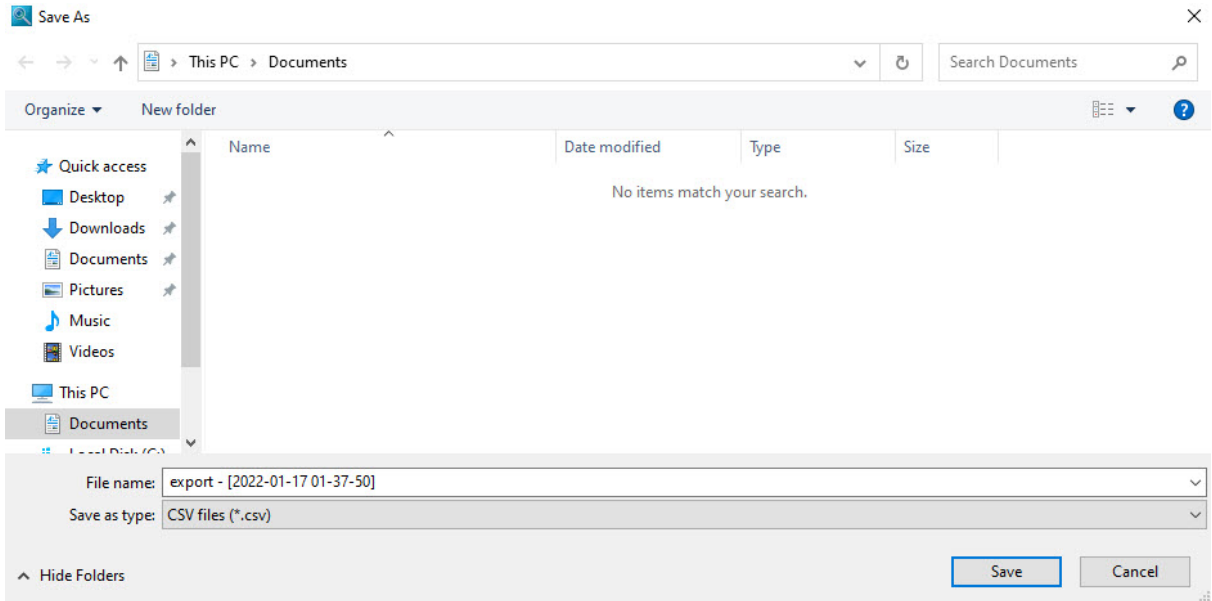 Save As
This PC > Documents
Search Documents
Organize
New folder
Name
Date modified
Type
Size
No items match your search.
Quick access
Desktop
Downloads
Documents
Pictures
Music
Videos
This PC
Documents
File name: export - [2022-01-17 01-37-50]
Save as type: CSV files (*.csv)
Hide Folders
Save
Cancel